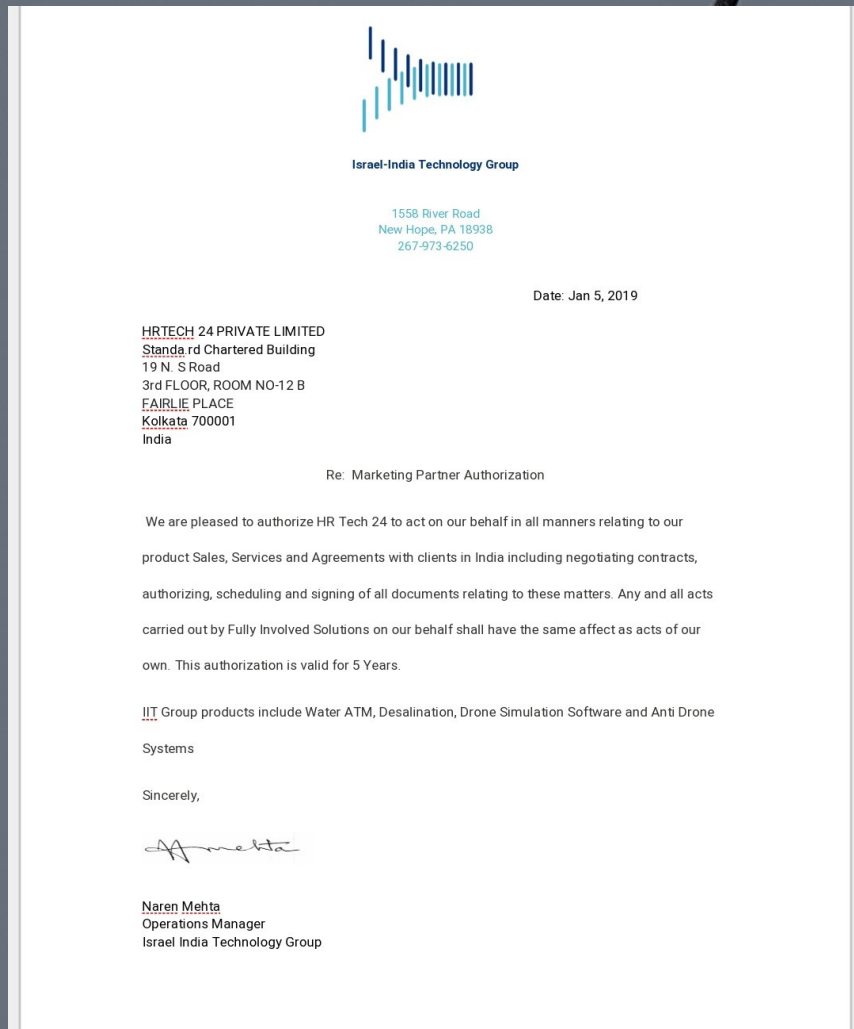 Israel-India Technology Group
1558 River Road
New Hope, PA 18938
267-973-6250
Date: Jan 5, 2019
HRTECH 24 PRIVATE LIMITED
Standa.rd Chartered Building
19 N. S Road
3rd FLOOR, ROOM NO-12 B
FAIRLIE PLACE
Kolkata 700001
India
Re: Marketing Partner Authorization
We are pleased to authorize HR Tech 24 to act on our behalf in all manners relating to our
product Sales, Services and Agreements with clients in India including negotiating contracts,
authorizing, scheduling and signing of all documents relating to these matters. Any and all acts
carried out by Fully Involved Solutions on our behalf shall have the same affect as acts of our
own. This authorization is valid for 5 Years.
IIT Group products include Water ATM, Desalination, Drone Simulation Software and Anti Drone
Systems
Sincerely,
Naren Mehta
Operations Manager
Israel India Technology Group